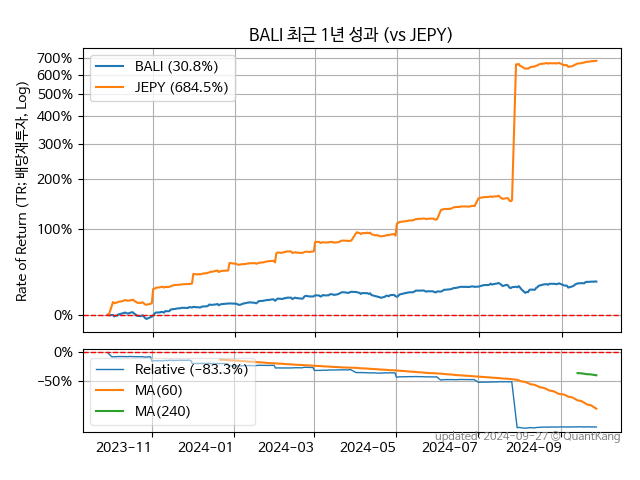 BALI 최근 1년 성과 (vs JEPY)
700%
600%
500%
400%
300%
200%
100%
0%
Rate of Return (TR; 배당재투자, Log)
BALI (30.8%)
JEPY (684.5%)
0%
−50%
Relative (−83.3%)
MA(60)
MA(240)
updated: 2024-09-27 © QuantKang
2023−11
2024−01
2024−03
2024−05
2024−07
2024−09